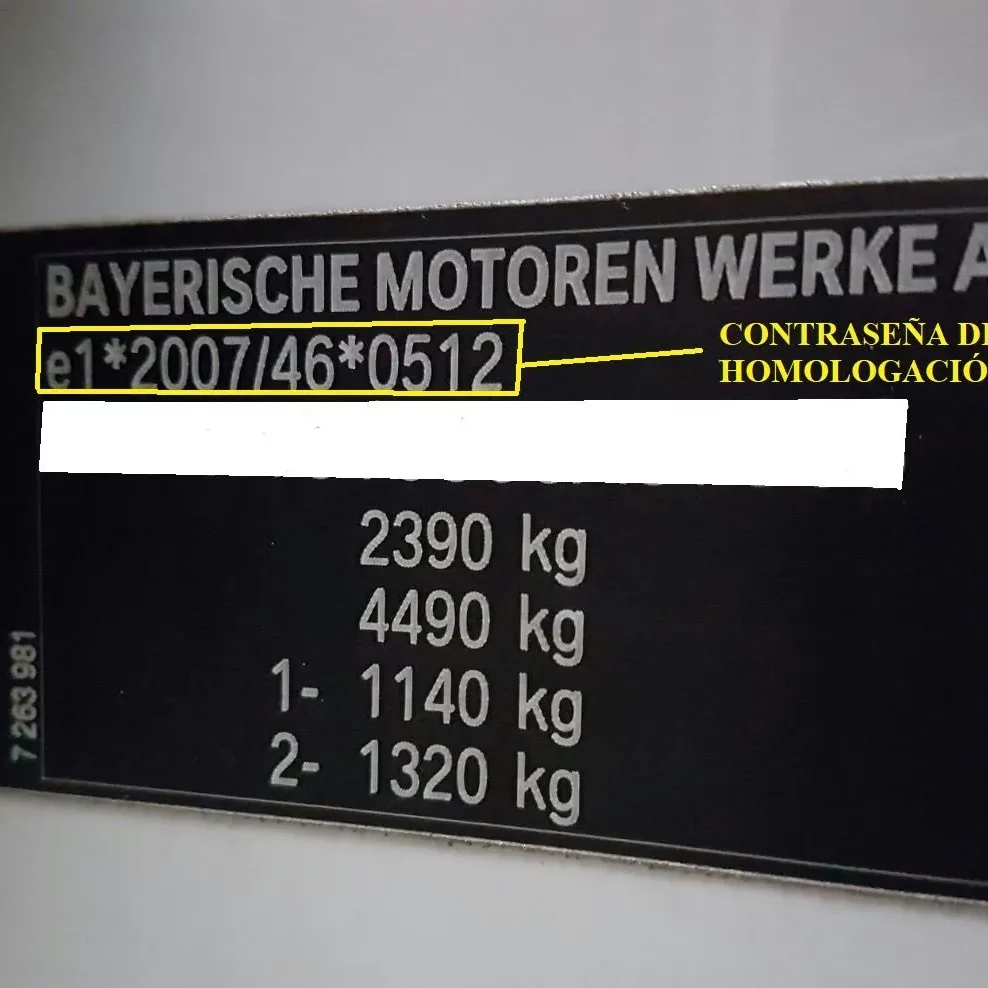 BAYERISCHE MOTOREN WERKE A
e1*2007/46*0512
CONTRASEÑA DE
HOMOLOGACIÓ
2390 kg
4490 kg
1- 1140 kg
2- 1320 kg
7 263 981